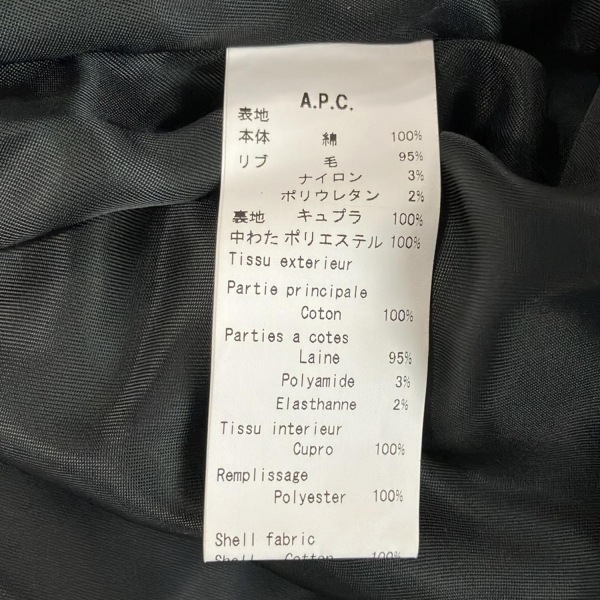 A.P.C.
表地
本体 綿 100%
リブ 毛 95%
ナイロン 3%
ポリウレタン 2%
裏地 キュプラ 100%
中わた ポリエステル 100%
Tissu exterieur
Partie principale
Coton 100%
Parties a cotes
Laine 95%
Polyamide 3%
Elasthanne 2%
Tissu interieur
Cupro 100%
Remplissage
Polyester 100%
Shell fabric
Shell Cotton 100%